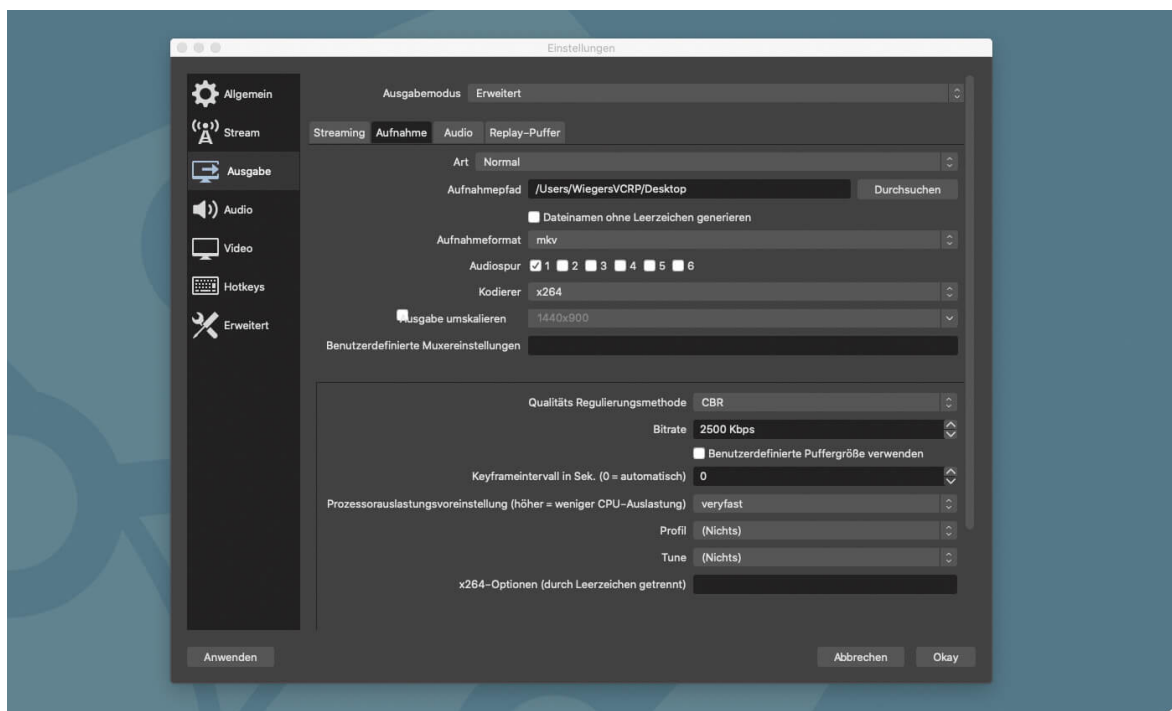 Einstellungen
Allgemein
Stream
Ausgabe
Audio
Video
Hotkeys
Erweitert
Ausgabemodus Erweitert
Streaming Aufnahme Audio Replay-Puffer
Art Normal
Aufnahmepfad /Users/WiegersVCRP/Desktop Durchsuchen
Dateinamen ohne Leerzeichen generieren
Aufnahmeformat mkv
Audiospur 1 2 3 4 5 6
Kodierer x264
Ausgabe umskalieren 1440x900
Benutzerdefinierte Muxereinstellungen
Qualitäts Regulierungsmethode CBR
Bitrate 2500 Kbps
Benutzerdefinierte Puffergröße verwenden
Keyframeintervall in Sek. (0 = automatisch) 0
Prozessorauslastungsvoreinstellung (höher = weniger CPU-Auslastung) veryfast
Profil (Nichts)
Tune (Nichts)
x264-Optionen (durch Leerzeichen getrennt)
Anwenden Abbrechen Okay